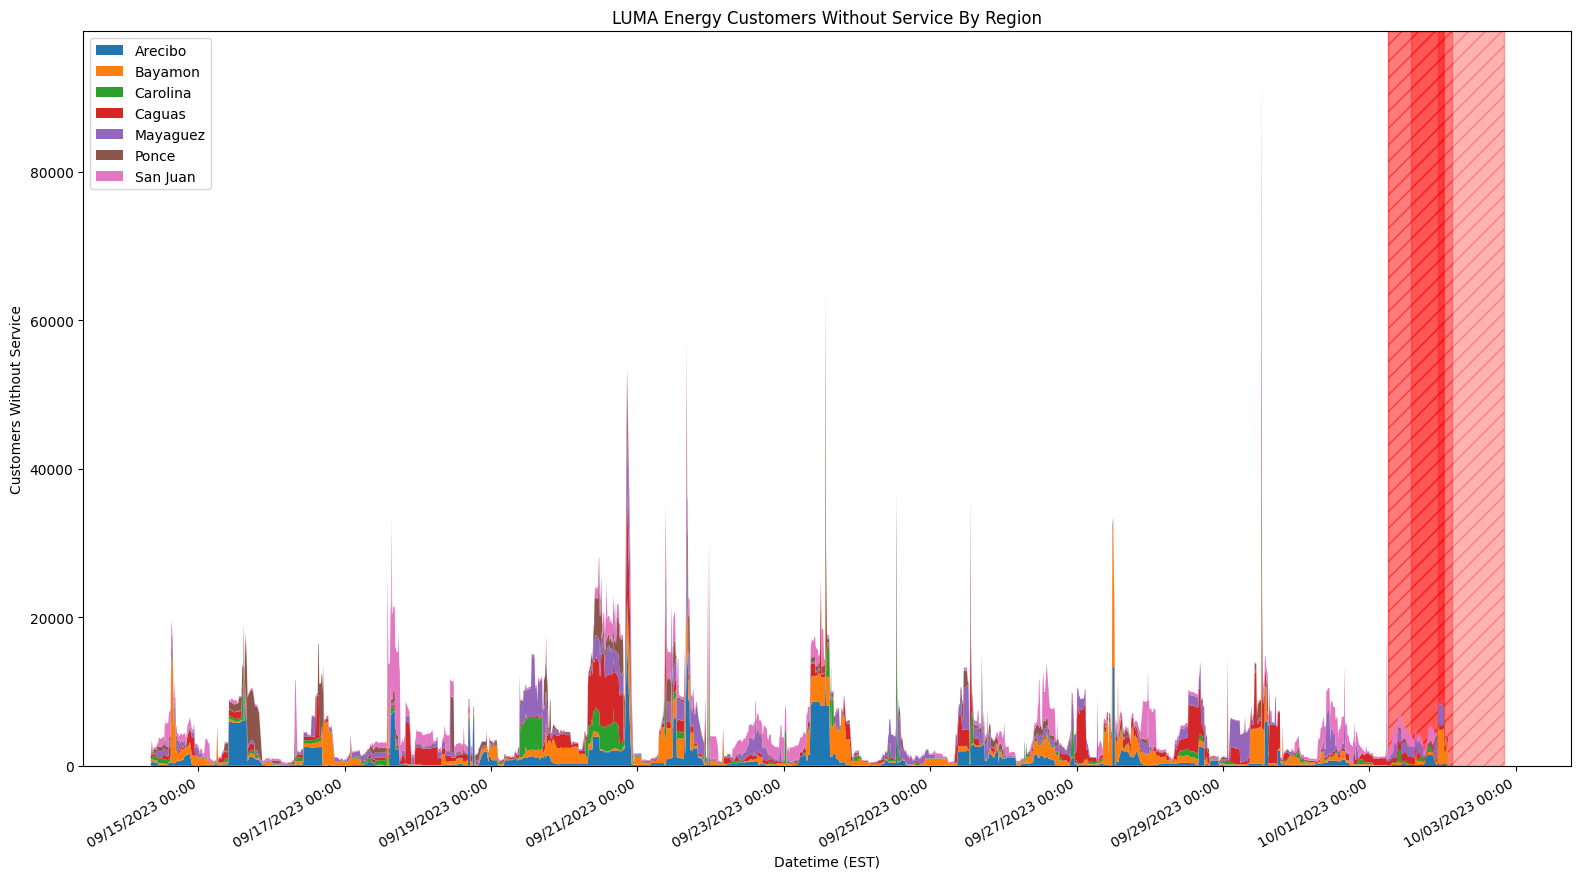 LUMA Energy Customers Without Service By Region
Arecibo
Bayamon
Carolina
Caguas
Mayaguez
Ponce
San Juan
80000
60000
40000
20000
0
Customers Without Service
09/15/2023 00:00
09/17/2023 00:00
09/19/2023 00:00
09/21/2023 00:00
09/23/2023 00:00
09/25/2023 00:00
09/27/2023 00:00
09/29/2023 00:00
10/01/2023 00:00
10/03/2023 00:00
Datetime (EST)